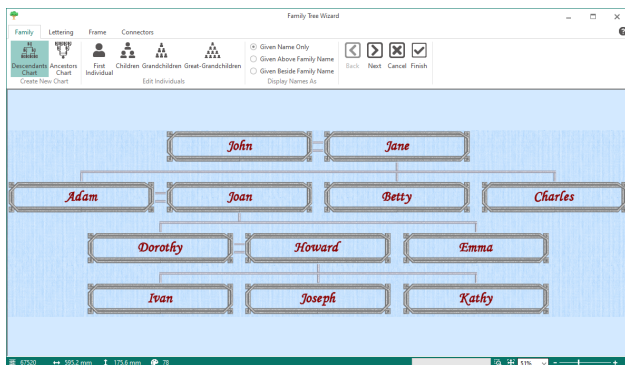 Family Tree Wizard
Family Lettering Frame Connectors
Descendants Chart
Ancestors Chart
First Individual
Children
Grandchildren
Great-Grandchildren
Given Name Only
Given Above Family Name
Given Beside Family Name
Back
Next
Cancel
Finish
Create New Chart
Edit Individuals
Display Names As
John Jane
Adam Joan Betty Charles
Dorothy Howard Emma
Ivan Joseph Kathy
67520 595.2 mm 175.6 mm 78 51%